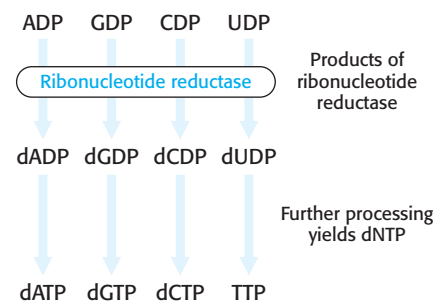 ADP GDP CDP UDP
Ribonucleotide reductase
Products of
ribonucleotide
reductase
dADP dGDP dCDP dUDP
Further processing
yields dNTP
dATP dGTP dCTP TTP